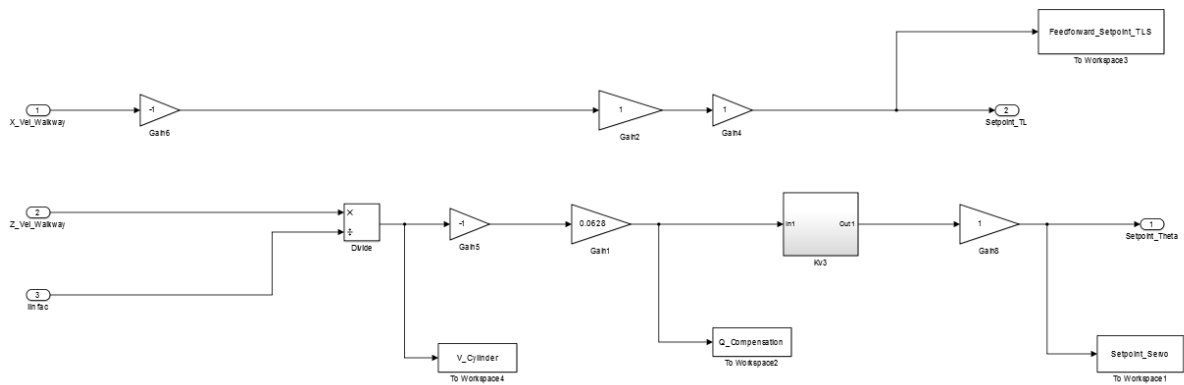 Feedforward_Setpoint_TLS
To Workspace3
1
X_Vel_Walkway
-1
Gain6
1
Gain2
1
Gain4
2
Setpoint_TL
2
Z_Vel_Walkway
×
÷
Divide
-1
Gain5
0.0628
Gain1
In1
Out1
Kv3
1
Gain8
1
Setpoint_Theta
3
linfac
V_Cylinder
To Workspace4
Q_Compensation
To Workspace2
Setpoint_Servo
To Workspace1